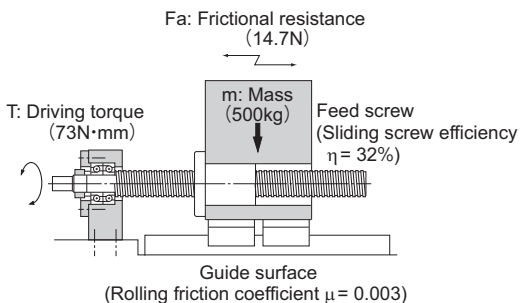 Fa: Frictional resistance
(14.7N)
m: Mass
(500kg)
T: Driving torque
(73N•mm)
Feed screw
(Sliding screw efficiency
η= 32%)
Guide surface
(Rolling friction coefficient μ= 0.003)